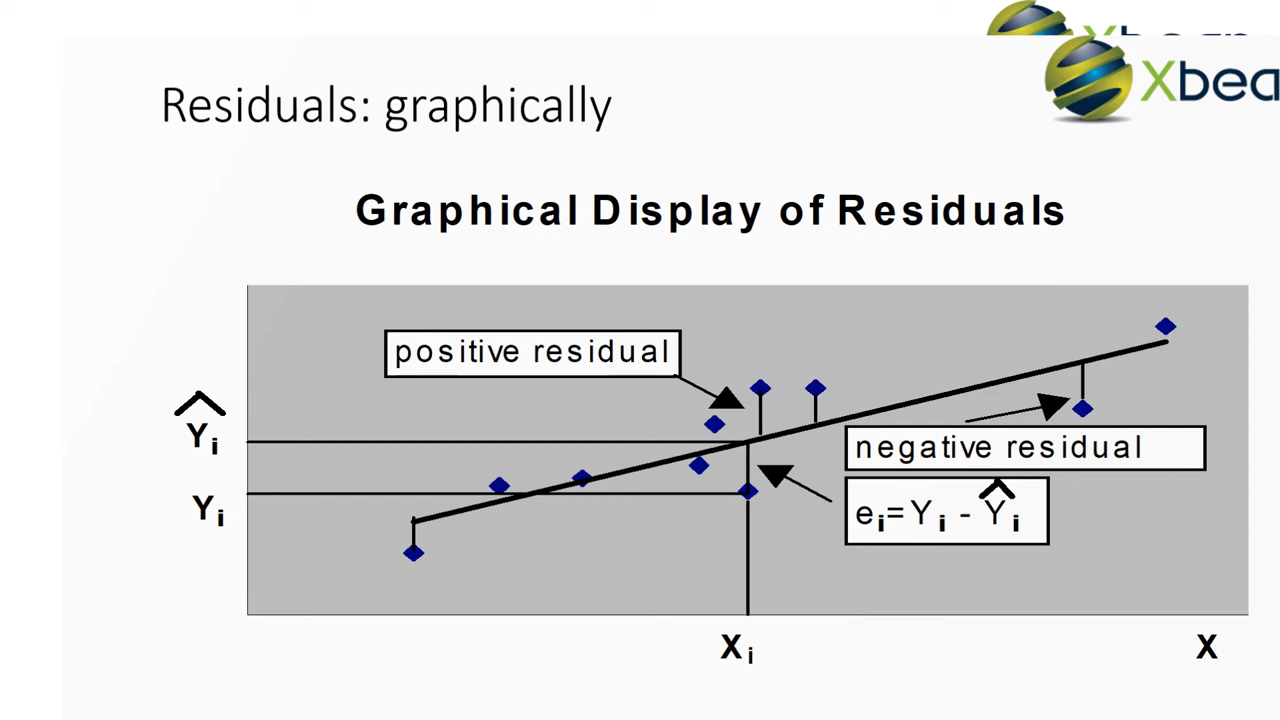 Xbea
Residuals: graphically
Graphical Display of Residuals
positive residual
Ŷi
negative residual
Yi
ei=Yi - Ŷi
Xi
X